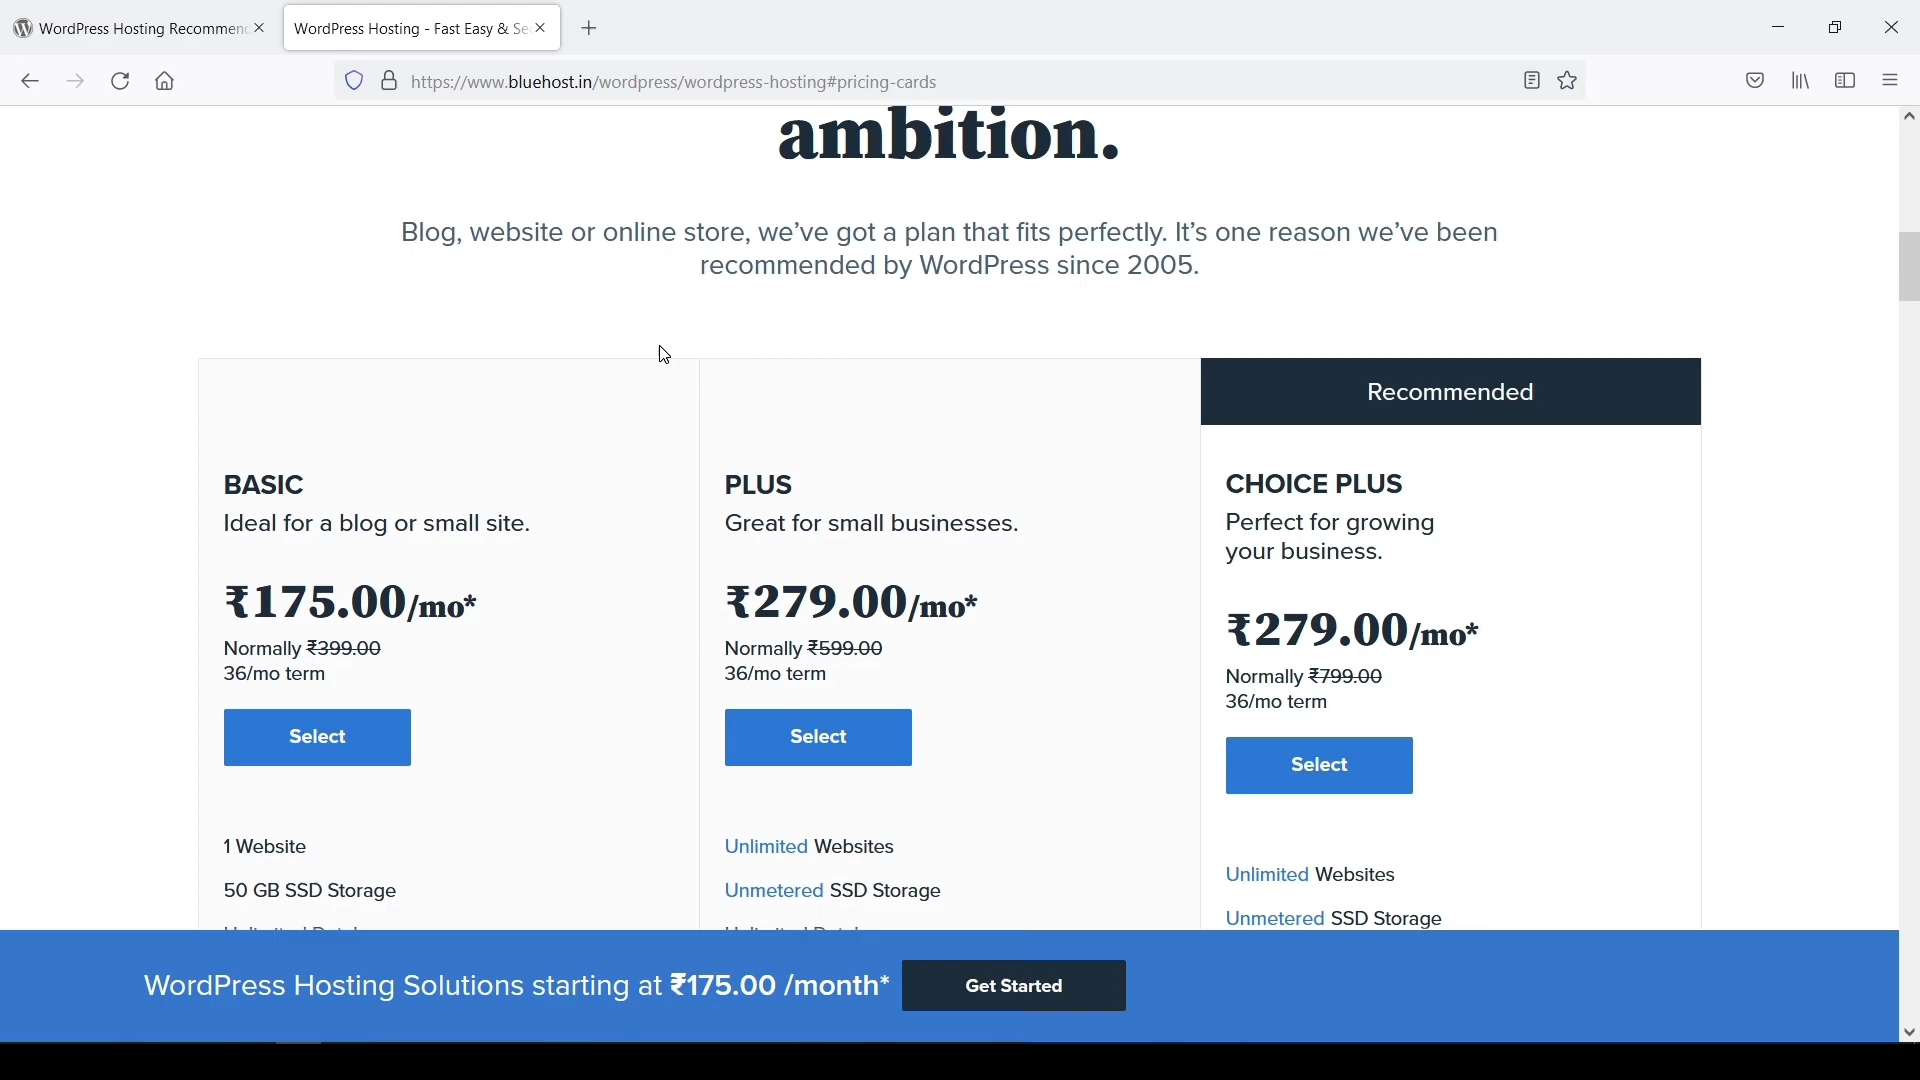 WordPress Hosting Recommen
WordPress Hosting - Fast Easy & Se
https://www.bluehost.in/wordpress/wordpress-hosting#pricing-cards
ambition.
Blog, website or online store, we've got a plan that fits perfectly. It's one reason we've been
recommended by WordPress since 2005.
Recommended
BASIC
Ideal for a blog or small site.
₹175.00/mo*
Normally ₹399.00
36/mo term
Select
1 Website
50 GB SSD Storage
PLUS
Great for small businesses.
₹279.00/mo*
Normally ₹599.00
36/mo term
Select
Unlimited Websites
Unmetered SSD Storage
CHOICE PLUS
Perfect for growing
your business.
₹279.00/mo*
Normally ₹799.00
36/mo term
Select
Unlimited Websites
Unmetered SSD Storage
WordPress Hosting Solutions starting at ₹175.00 /month*
Get Started